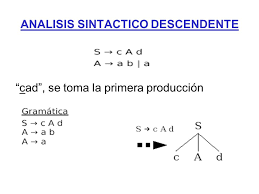 ANALISIS SINTACTICO DESCENDENTE
S → c A d
A → a b | a
“cad”, se toma la primera producción
Gramática
S → c A d
A → a b
A → a
S → c A d
S
c A d